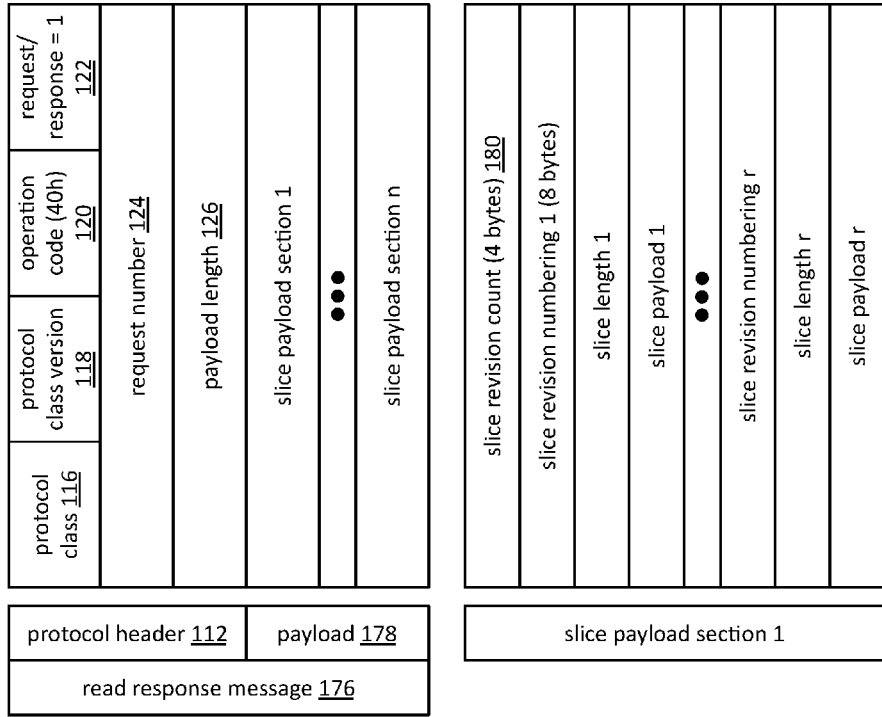 protocol
class 116
protocol
class version
118
operation
code (40h)
120
request/
response = 1
122
request number 124
payload length 126
slice payload section 1
slice payload section n
protocol header 112
payload 178
read response message 176
slice revision count (4 bytes) 180
slice revision numbering 1 (8 bytes)
slice length 1
slice payload 1
slice revision numbering r
slice length r
slice payload r
slice payload section 1